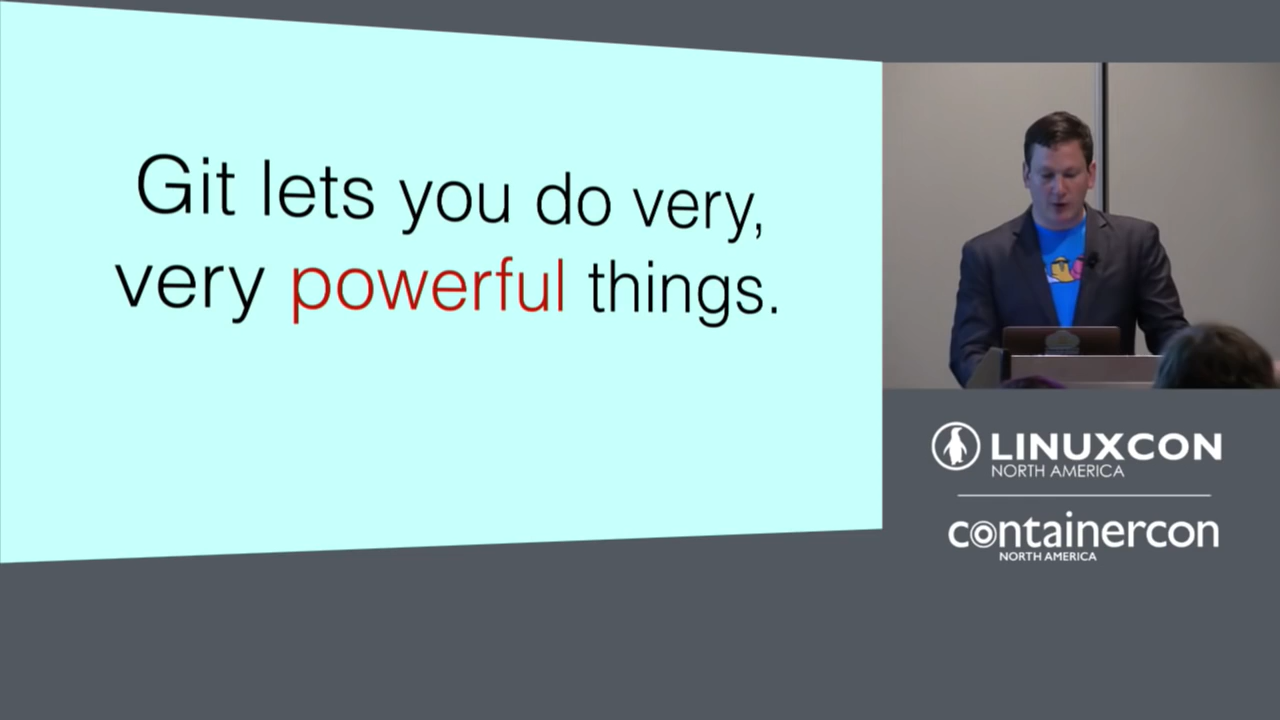 Git lets you do very,
very powerful things.
LINUXCON
NORTH AMERICA
containercon
NORTH AMERICA